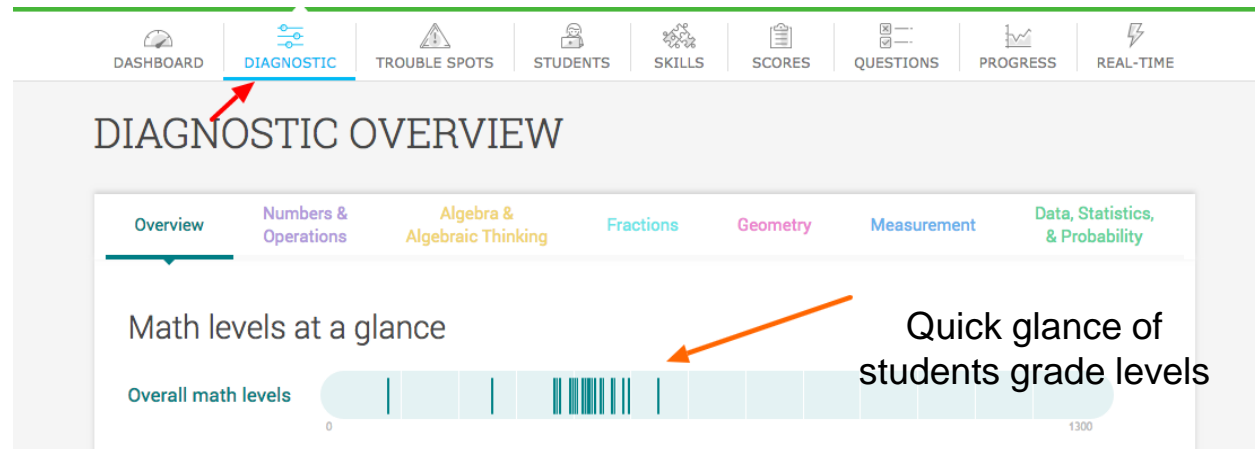 DASHBOARD DIAGNOSTIC TROUBLE SPOTS STUDENTS SKILLS SCORES QUESTIONS PROGRESS REAL-TIME
DIAGNOSTIC OVERVIEW
Overview
Numbers &
Operations
Algebra &
Algebraic Thinking
Fractions
Geometry
Measurement
Data, Statistics,
& Probability
Math levels at a glance
Quick glance of
students grade levels
Overall math levels
0 1300